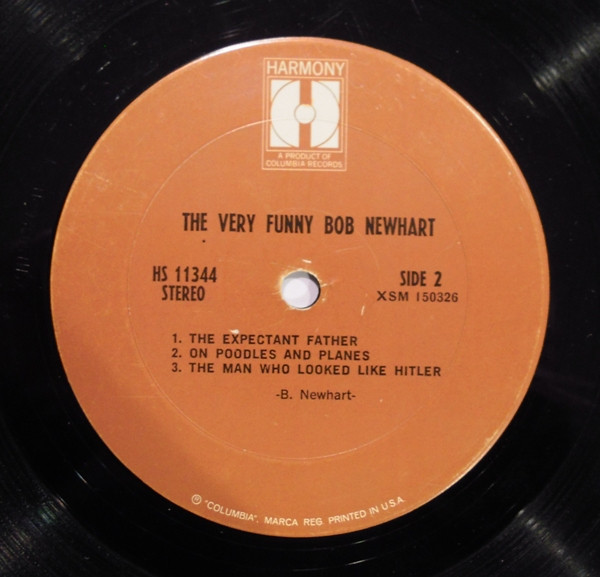 HARMONY
A PRODUCT OF
COLUMBIA RECORDS
THE VERY FUNNY BOB NEWHART
HS 11344
STEREO
SIDE 2
XSM 150326
1. THE EXPECTANT FATHER
2. ON POODLES AND PLANES
3. THE MAN WHO LOOKED LIKE HITLER
-B. Newhart-
℗ "COLUMBIA", MARCA REG. PRINTED IN U.S.A.